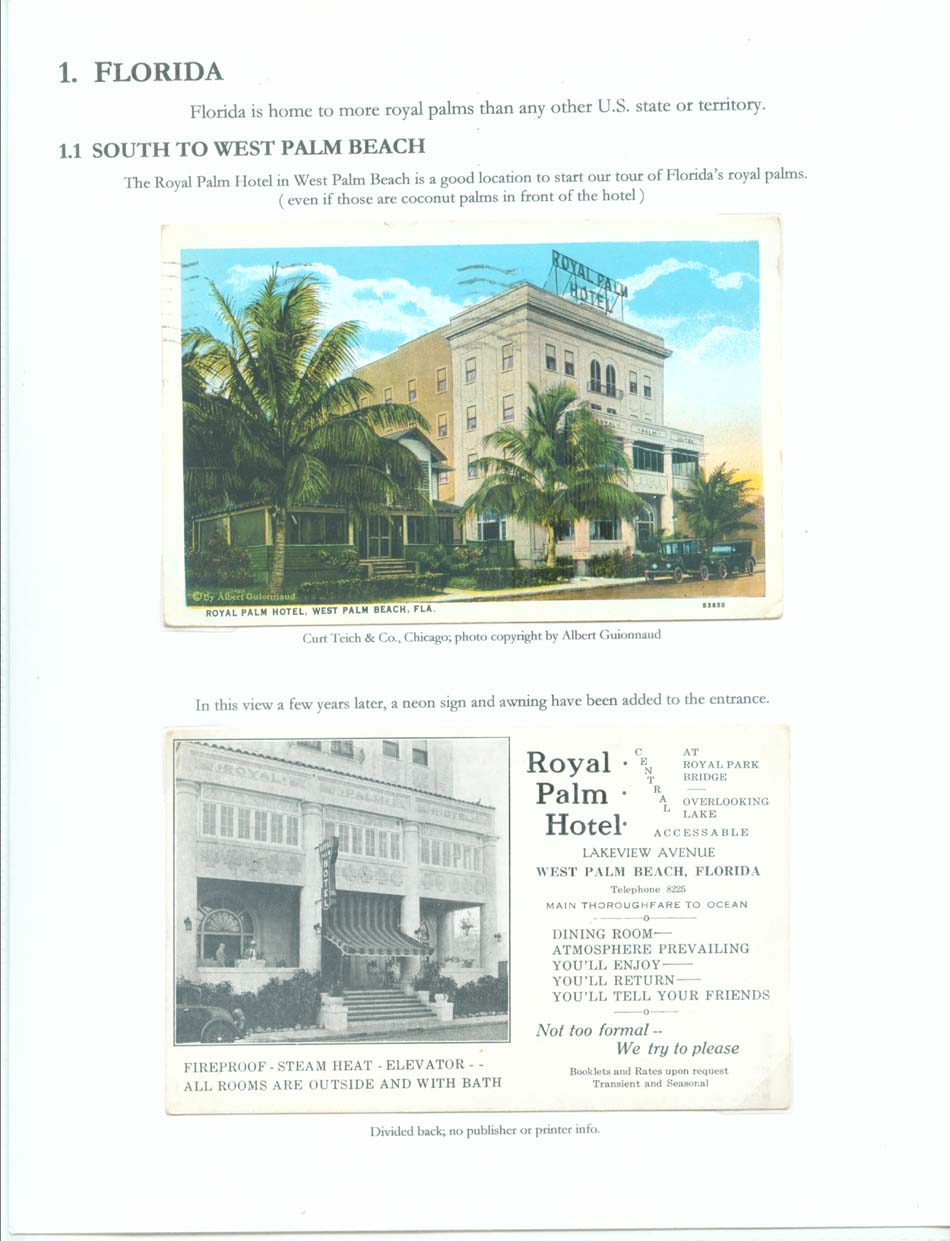 1. FLORIDA
Florida is home to more royal palms than any other U.S. state or territory.
1.1 SOUTH TO WEST PALM BEACH
The Royal Palm Hotel in West Palm Beach is a good location to start our tour of Florida's royal palms.
( even if those are coconut palms in front of the hotel )
ROYAL PALM
HOTEL
ROYAL PALM HOTEL
© by Albert Guionnaud
ROYAL PALM HOTEL, WEST PALM BEACH, FLA.
93835
Curt Teich & Co., Chicago; photo copyright by Albert Guionnaud
In this view a few years later, a neon sign and awning have been added to the entrance.
ROYAL PALM HOTEL
HOTEL
FIREPROOF - STEAM HEAT - ELEVATOR - -
ALL ROOMS ARE OUTSIDE AND WITH BATH
Royal ·
Palm ·
Hotel·
CENTRAL
AT
ROYAL PARK
BRIDGE
OVERLOOKING
LAKE
ACCESSABLE
LAKEVIEW AVENUE
WEST PALM BEACH, FLORIDA
Telephone 8225
MAIN THOROUGHFARE TO OCEAN
DINING ROOM—
ATMOSPHERE PREVAILING
YOU'LL ENJOY——
YOU'LL RETURN——
YOU'LL TELL YOUR FRIENDS
Not too formal --
We try to please
Booklets and Rates upon request
Transient and Seasonal
Divided back; no publisher or printer info.